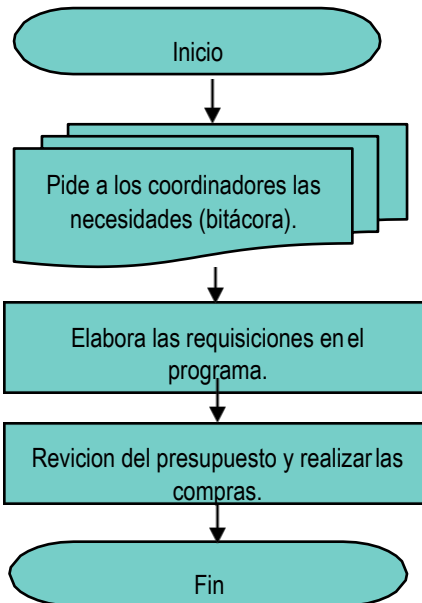 Inicio
Pide a los coordinadores las
necesidades (bitácora).
Elabora las requisiciones en el
programa.
Revicion del presupuesto y realizar las
compras.
Fin